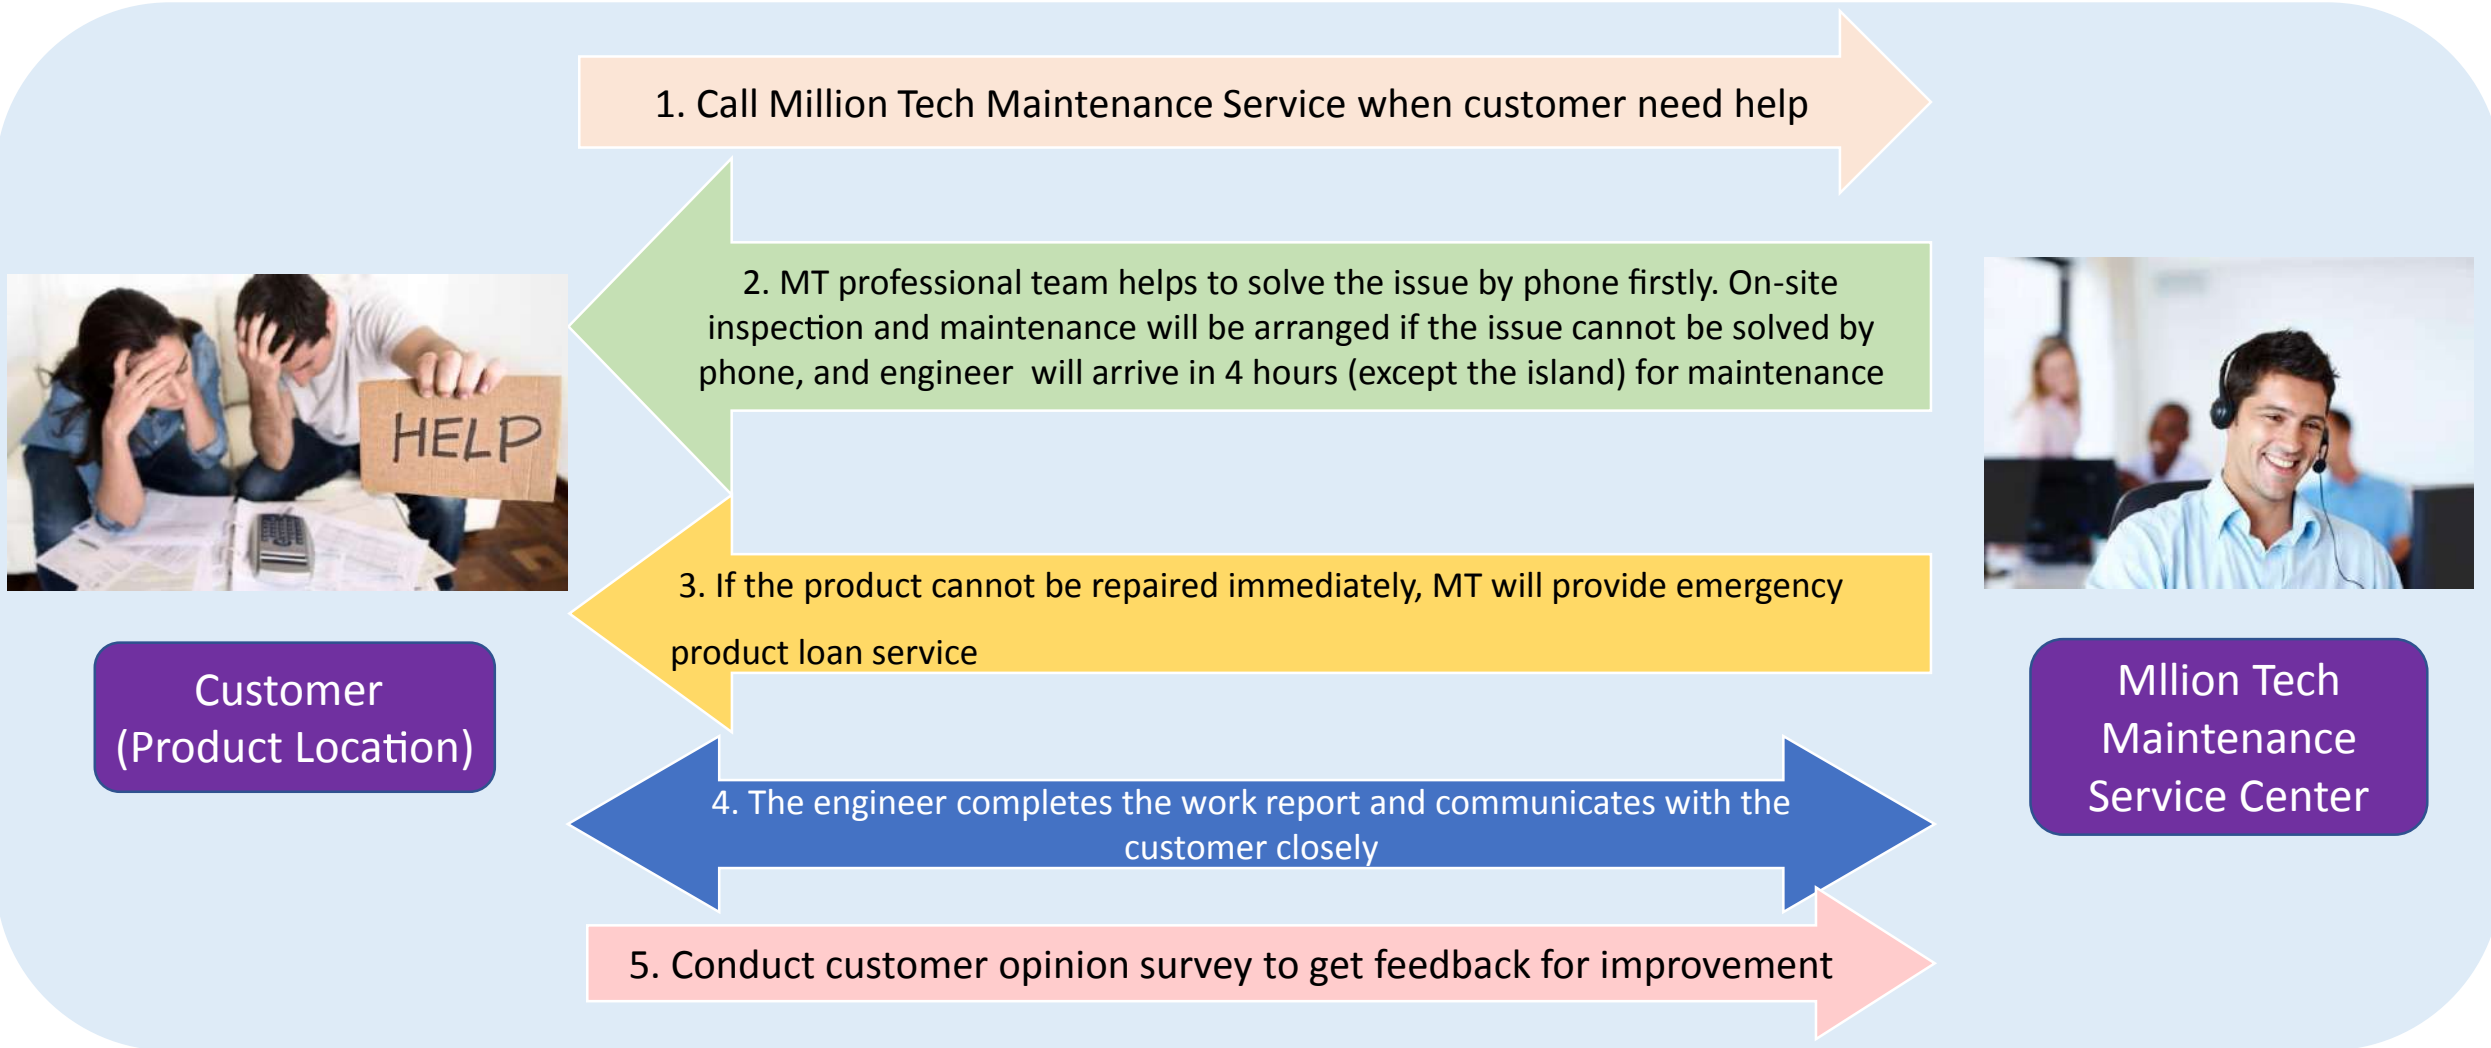 1. Call Million Tech Maintenance Service when customer need help
2. MT professional team helps to solve the issue by phone firstly. On-site
inspection and maintenance will be arranged if the issue cannot be solved by
phone, and engineer will arrive in 4 hours (except the island) for maintenance
HELP
3. If the product cannot be repaired immediately, MT will provide emergency
product loan service
Customer
(Product Location)
Mllion Tech
Maintenance
Service Center
4. The engineer completes the work report and communicates with the
customer closely
5. Conduct customer opinion survey to get feedback for improvement